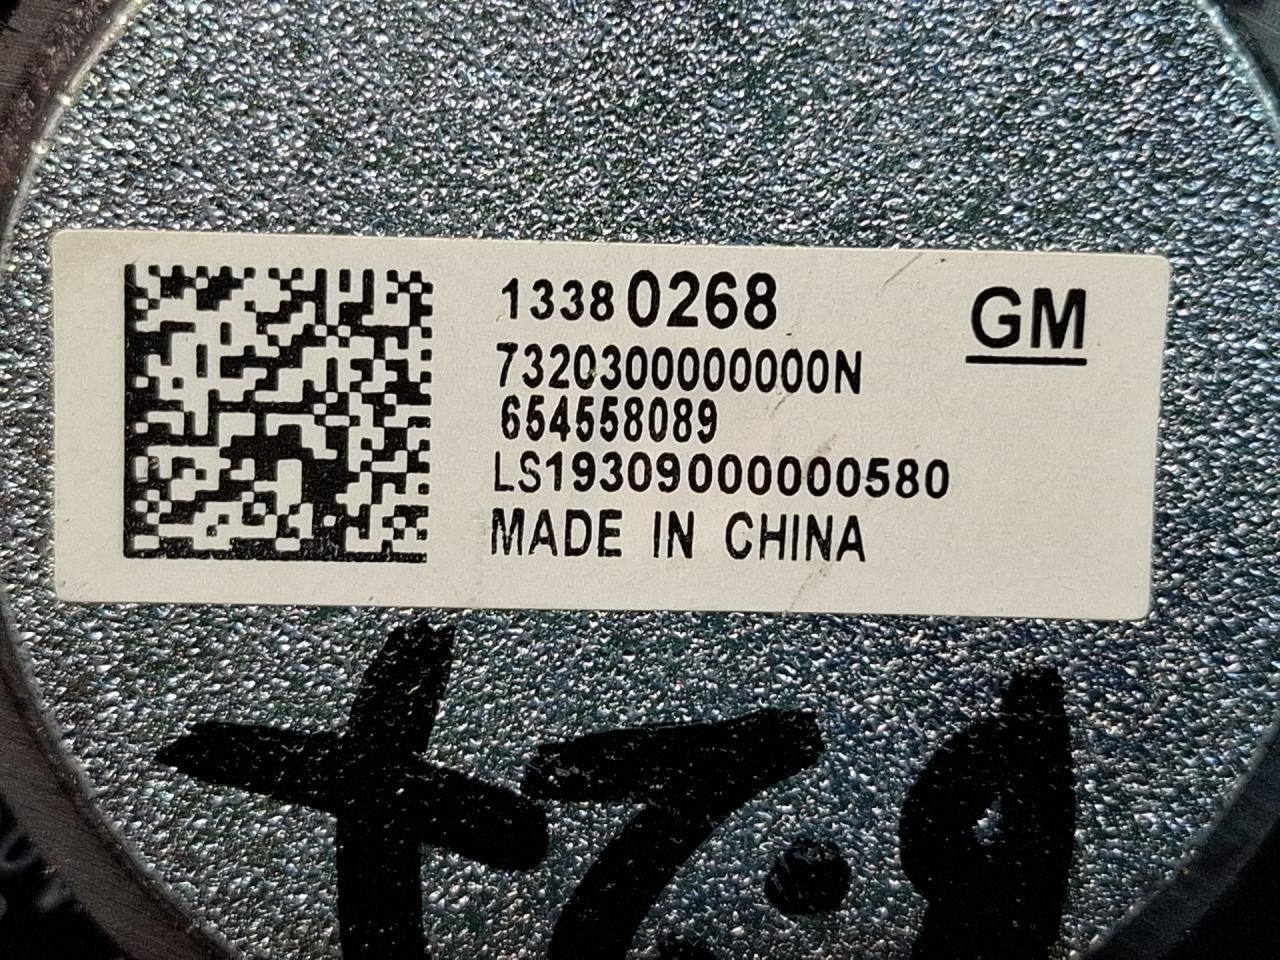 13380268
GM
7320300000000N
654558089
LS19309000000580
MADE IN CHINA